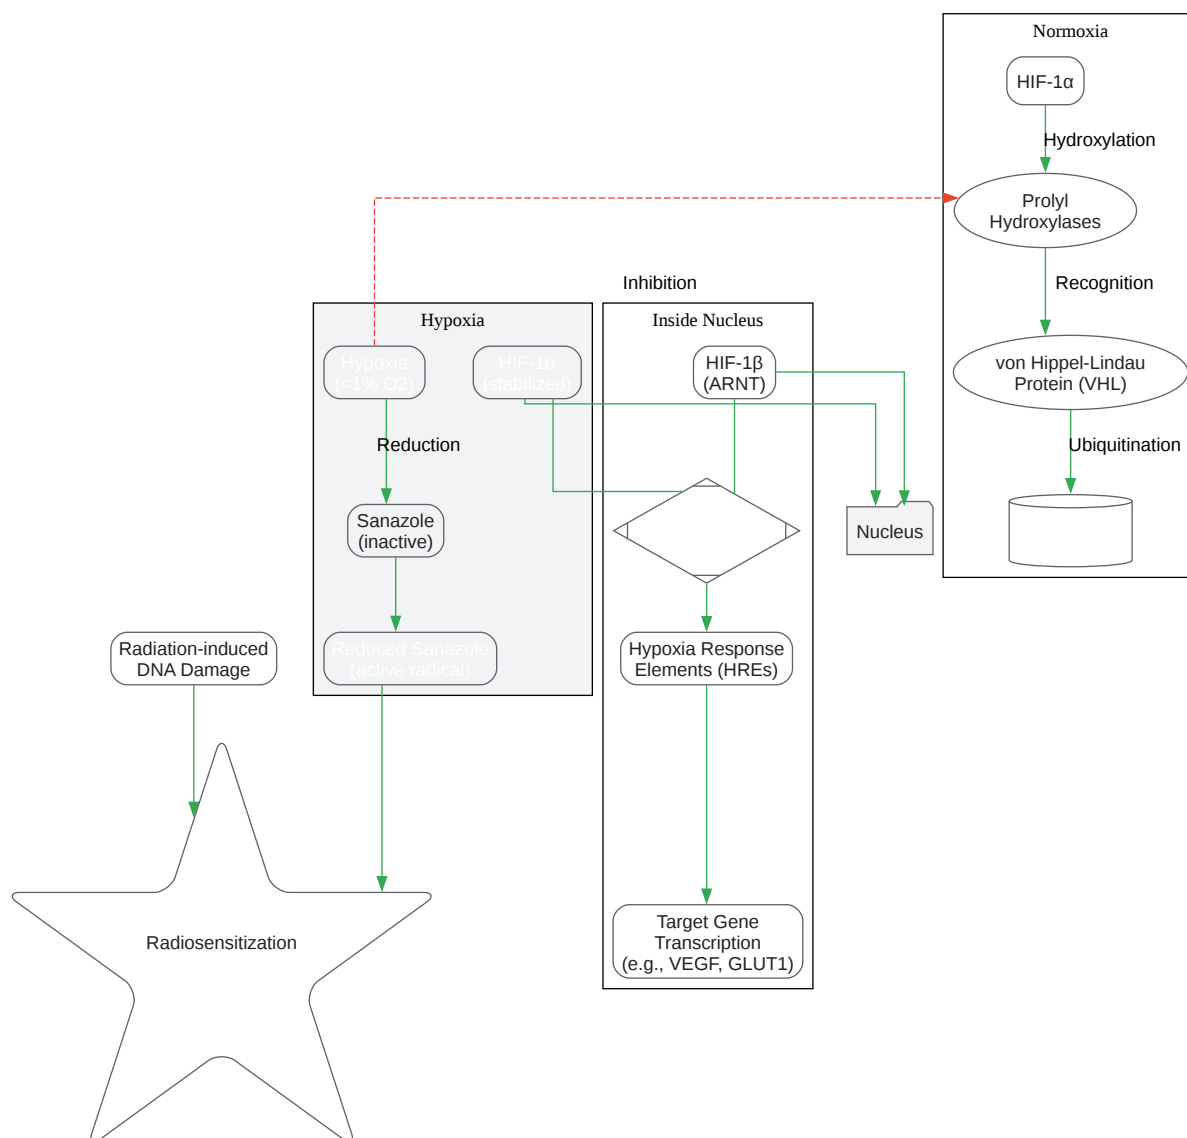 Normoxia
HIF-1α
Hydroxylation
Prolyl
Hydroxylases
Inhibition
Recognition
Hypoxia
Inside Nucleus
Hypoxia
(<1% O2)
HIF-1α
(stabilized)
HIF-1β
(ARNT)
von Hippel-Lindau
Protein (VHL)
Reduction
Ubiquitination
Sanazole
(inactive)
Nucleus
Radiation-induced
DNA Damage
Reduced Sanazole
(active radical)
Hypoxia Response
Elements (HREs)
Radiosensitization
Target Gene
Transcription
(e.g., VEGF, GLUT1)